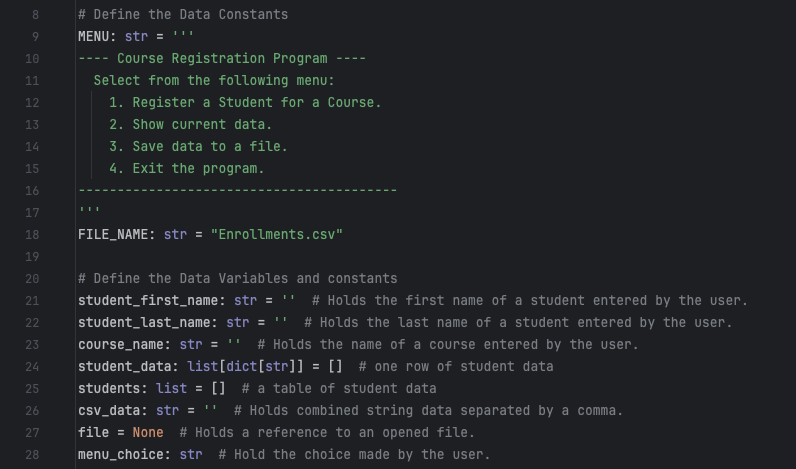 8 # Define the Data Constants
9 MENU: str = '''
10 ---- Course Registration Program ----
11   Select from the following menu:
12     1. Register a Student for a Course.
13     2. Show current data.
14     3. Save data to a file.
15     4. Exit the program.
16 -----------------------------------------
17 '''
18 FILE_NAME: str = "Enrollments.csv"
19
20 # Define the Data Variables and constants
21 student_first_name: str = ''  # Holds the first name of a student entered by the user.
22 student_last_name: str = ''  # Holds the last name of a student entered by the user.
23 course_name: str = ''  # Holds the name of a course entered by the user.
24 student_data: list[dict[str]] = []  # one row of student data
25 students: list = []  # a table of student data
26 csv_data: str = ''  # Holds combined string data separated by a comma.
27 file = None  # Holds a reference to an opened file.
28 menu_choice: str  # Hold the choice made by the user.